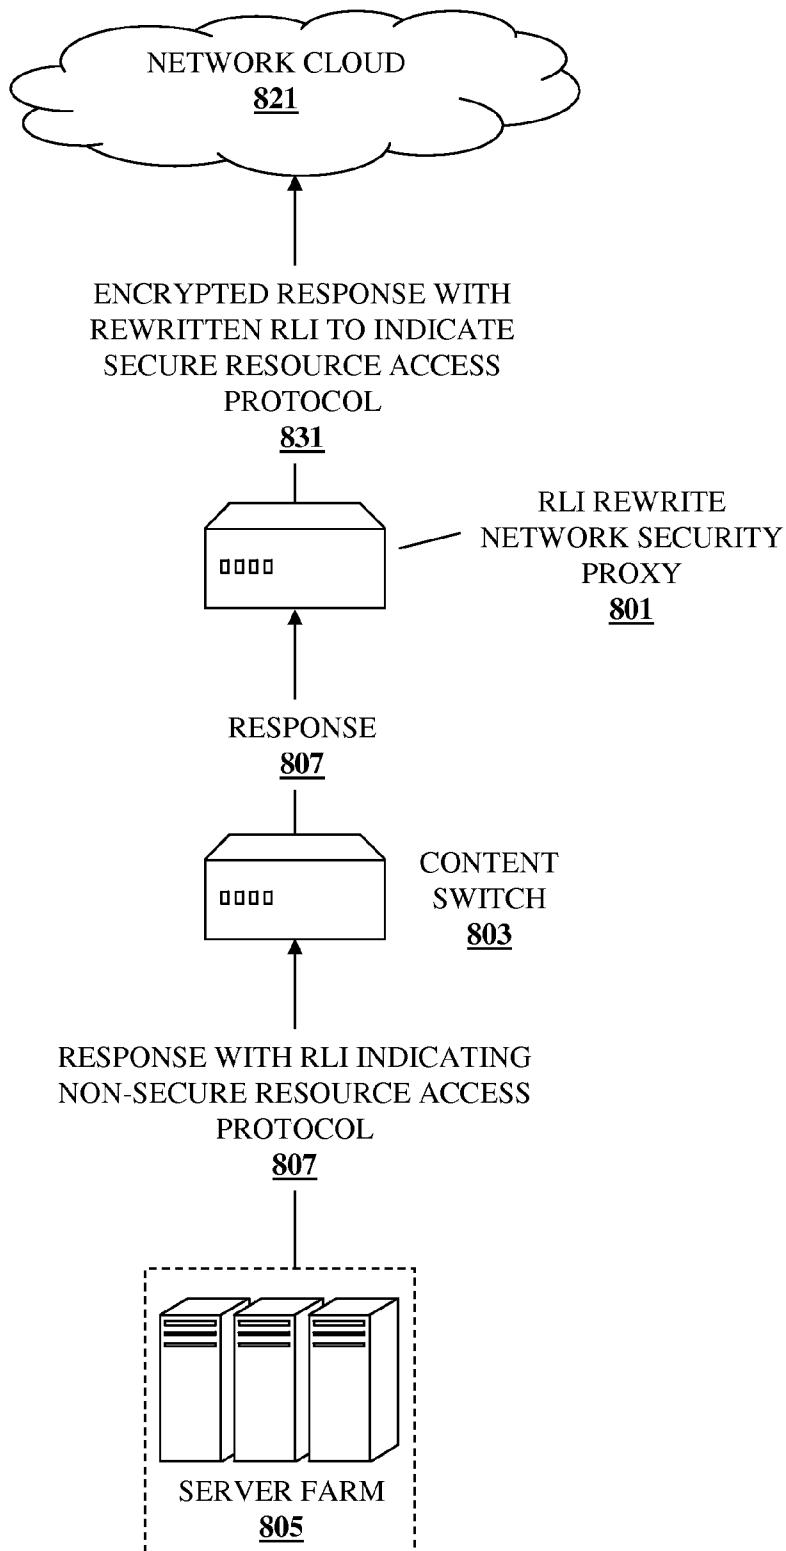 NETWORK CLOUD
821
ENCRYPTED RESPONSE WITH
REWRITTEN RLI TO INDICATE
SECURE RESOURCE ACCESS
PROTOCOL
831
RLI REWRITE
NETWORK SECURITY
PROXY
801
RESPONSE
807
CONTENT
SWITCH
803
RESPONSE WITH RLI INDICATING
NON-SECURE RESOURCE ACCESS
PROTOCOL
807
SERVER FARM
805